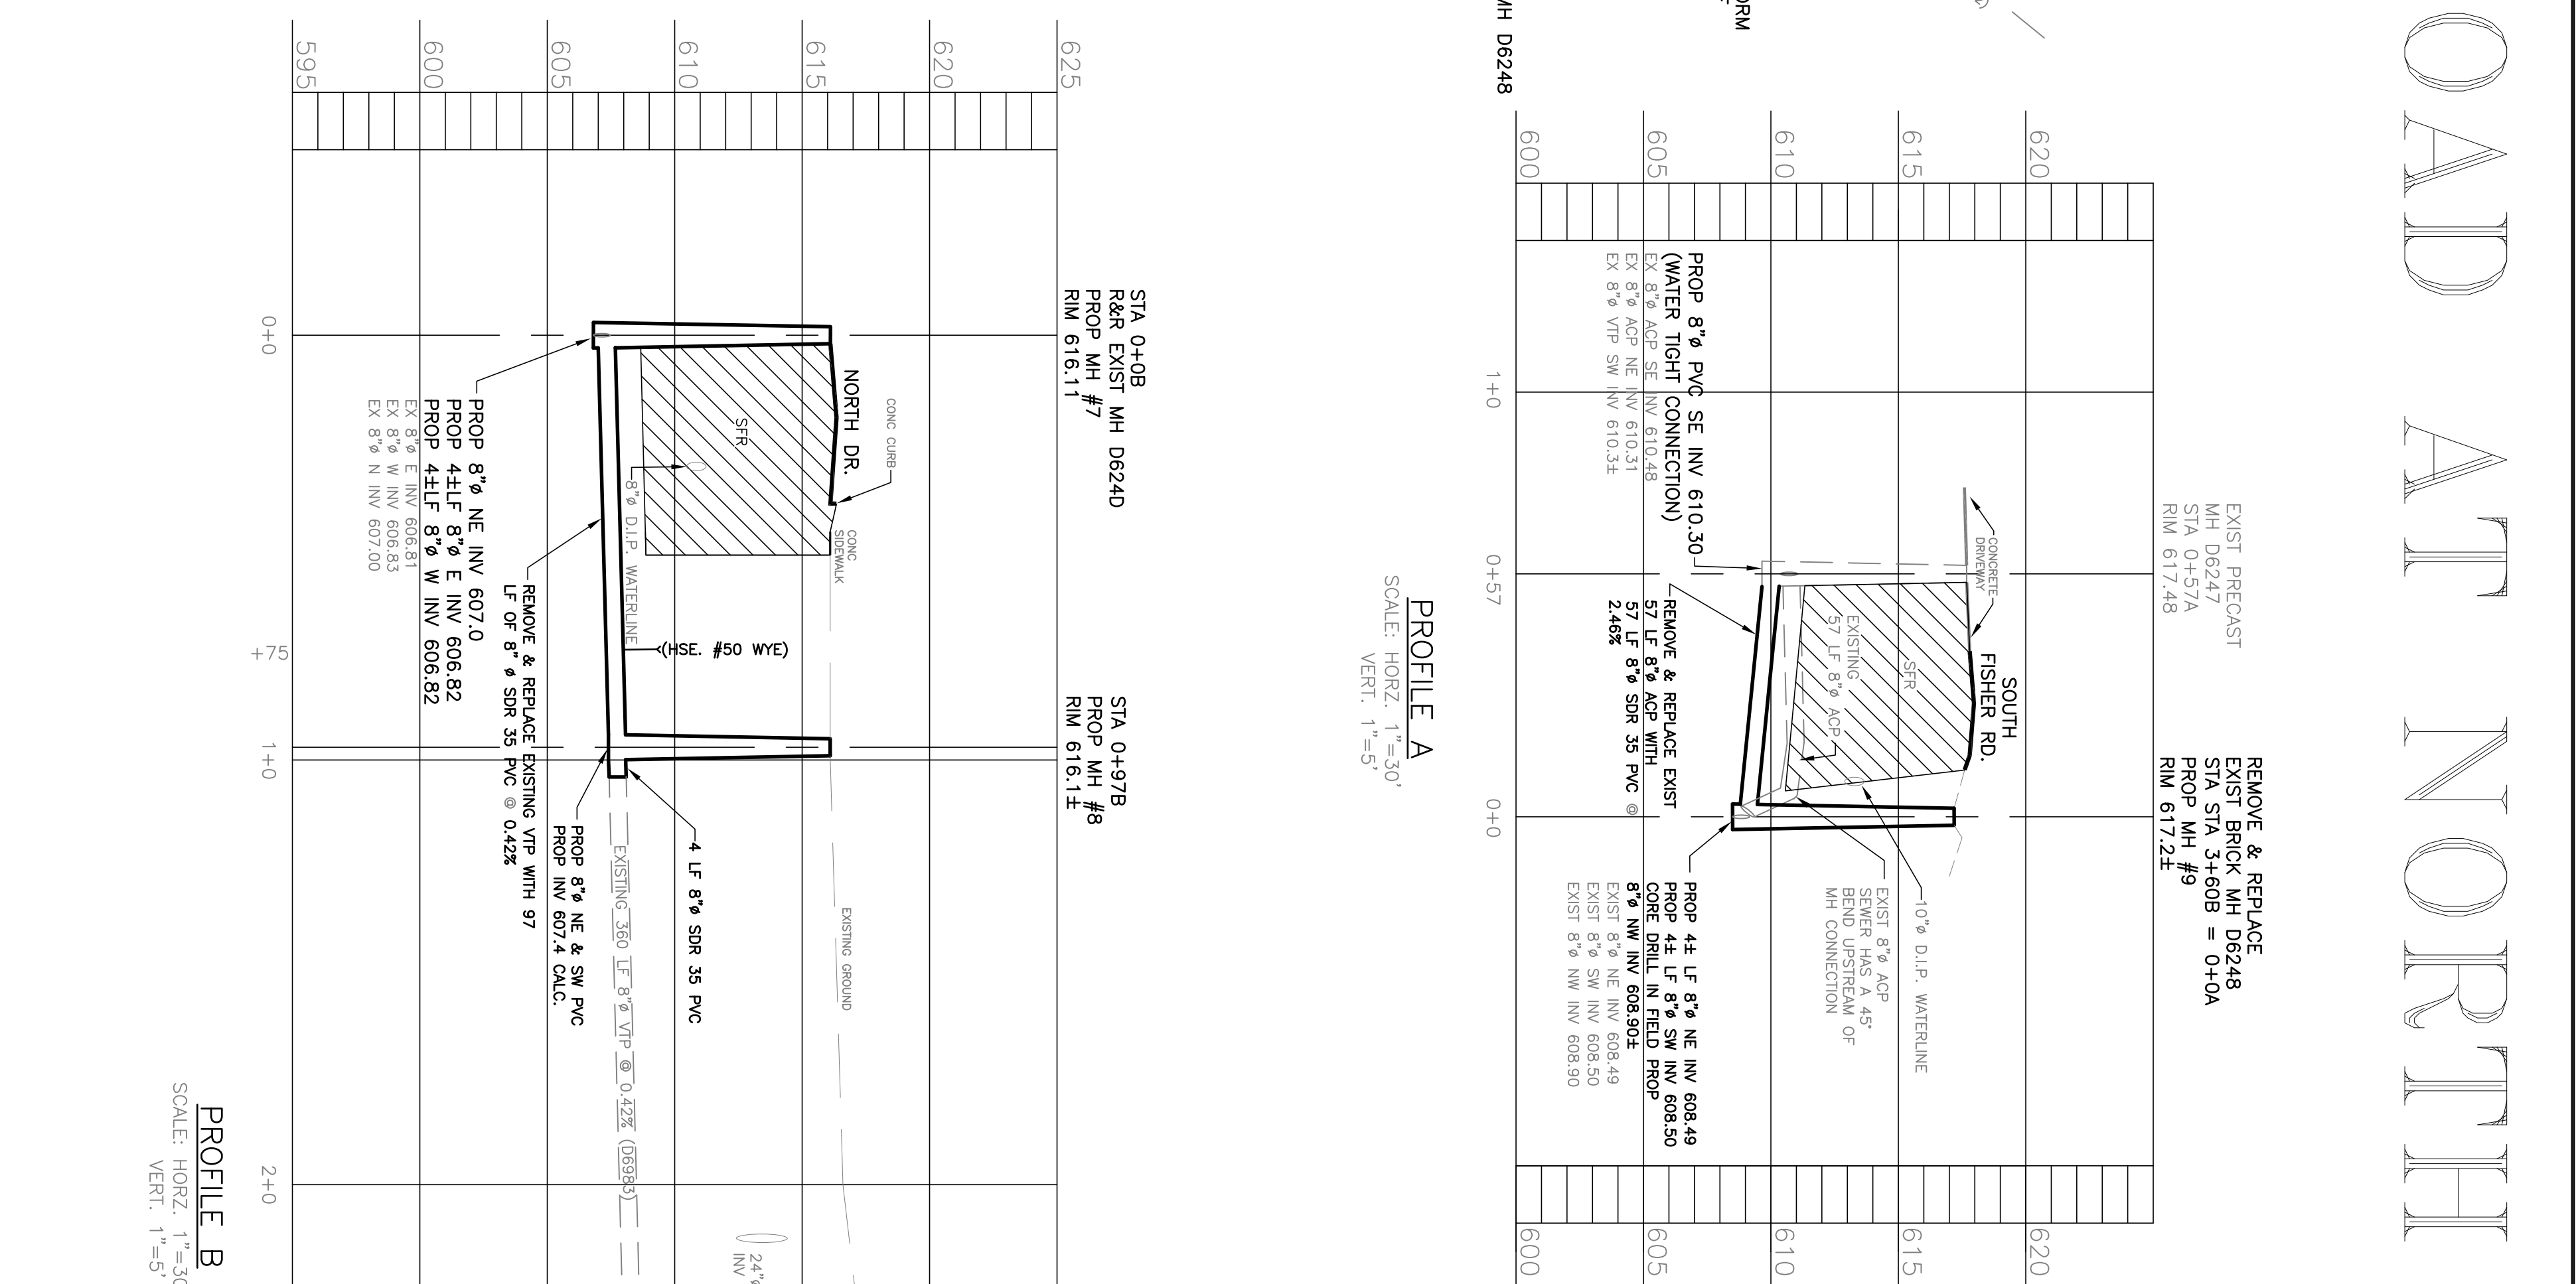 OAD AT NORTH
ORM
MH D6248
EXIST PRECAST
MH D6247
STA 0+57A
RIM 617.48
REMOVE & REPLACE
EXIST BRICK MH D6248
STA STA 3+60B = 0+0A
PROP MH #9
RIM 617.2±
620
615
610
605
600
620
615
610
605
600
CONCRETE
DRIVEWAY
SOUTH
FISHER RD.
SFR
EXISTING
57 LF 8"ø ACP
10"ø D.I.P. WATERLINE
EXIST 8"ø ACP
SEWER HAS A 45°
BEND UPSTREAM OF
MH CONNECTION
PROP 8"ø PVC SE INV 610.30
(WATER TIGHT CONNECTION)
EX 8"ø ACP SE INV 610.48
EX 8"ø ACP NE INV 610.31
EX 8"ø VTP SW INV 610.3±
REMOVE & REPLACE EXIST
57 LF 8"ø ACP WITH
57 LF 8"ø SDR 35 PVC @
2.46%
PROP 4± LF 8"ø NE INV 608.49
PROP 4± LF 8"ø SW INV 608.50
CORE DRILL IN FIELD PROP
8"ø NW INV 608.90±
EXIST 8"ø NE INV 608.49
EXIST 8"ø SW INV 608.50
EXIST 8"ø NW INV 608.90
1+0
0+57
0+0
PROFILE A
SCALE: HORZ. 1"=30'
VERT. 1"=5'
STA 0+0B
R&R EXIST MH D624D
PROP MH #7
RIM 616.11
STA 0+97B
PROP MH #8
RIM 616.1±
625
620
615
610
605
600
595
CONC CURB
NORTH DR.
CONC
SIDEWALK
EXISTING GROUND
SFR
8"ø D.I.P. WATERLINE
(HSE. #50 WYE)
24"ø
INV
4 LF 8"ø SDR 35 PVC
EXISTING 360 LF 8"ø VTP @ 0.42% (D6983)
PROP 8"ø NE & SW PVC
PROP INV 607.4 CALC.
REMOVE & REPLACE EXISTING VTP WITH 97
LF OF 8" ø SDR 35 PVC @ 0.42%
PROP 8"ø NE INV 607.0
PROP 4±LF 8"ø E INV 606.82
PROP 4±LF 8"ø W INV 606.82
EX 8"ø E INV 606.81
EX 8"ø W INV 606.83
EX 8"ø N INV 607.00
0+0
+75
1+0
2+0
PROFILE B
SCALE: HORZ. 1"=30
VERT. 1"=5'